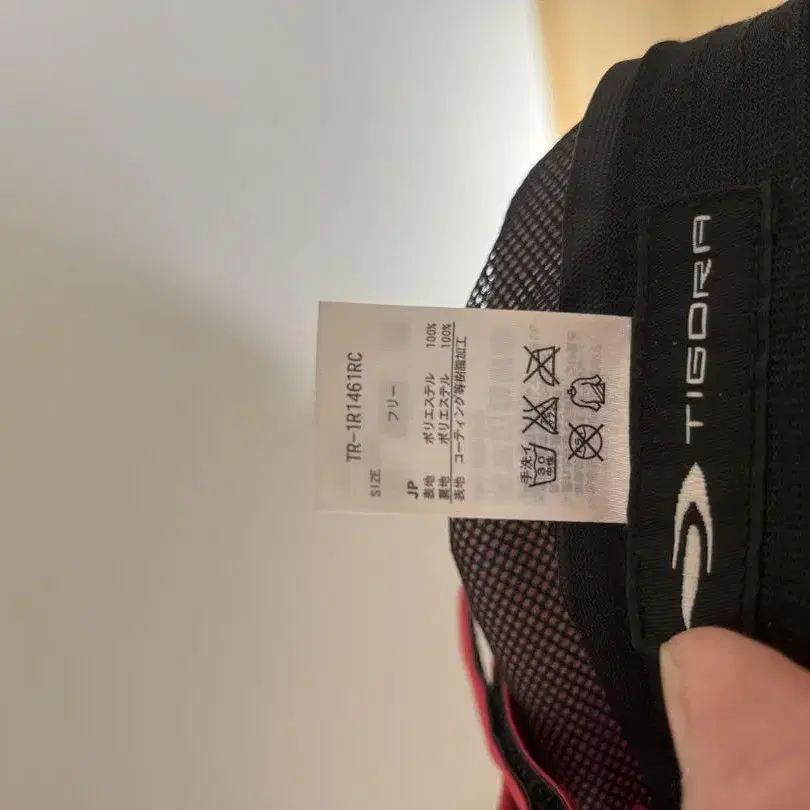 TR-1R1461RC
SIZE
フリー
JP
表地 ポリエステル 100%
裏地 ポリエステル 100%
表地 コーティング等樹脂加工
手洗イ
30
中性
TIGORA